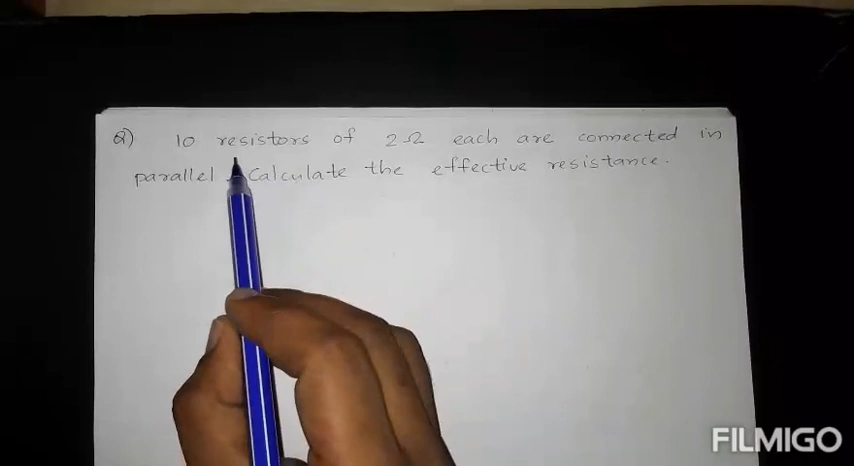 Q) 10 resistors of 2Ω each are connected in
parallel. Calculate the effective resistance.
FILMIGO